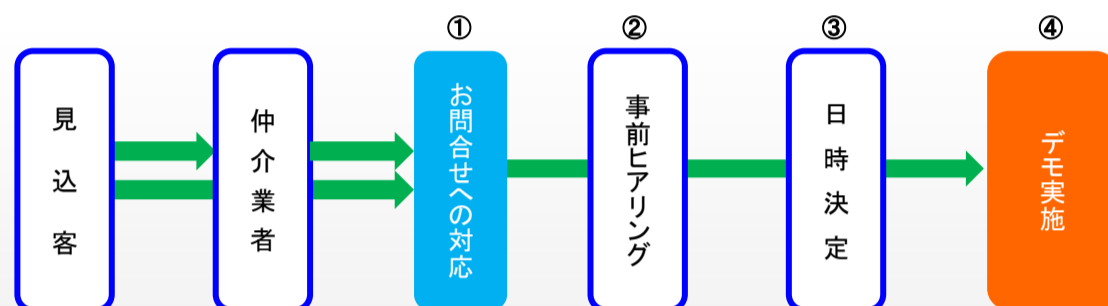 ① ② ③ ④
見込客
仲介業者
お問合せへの対応
事前ヒアリング
日時決定
デモ実施